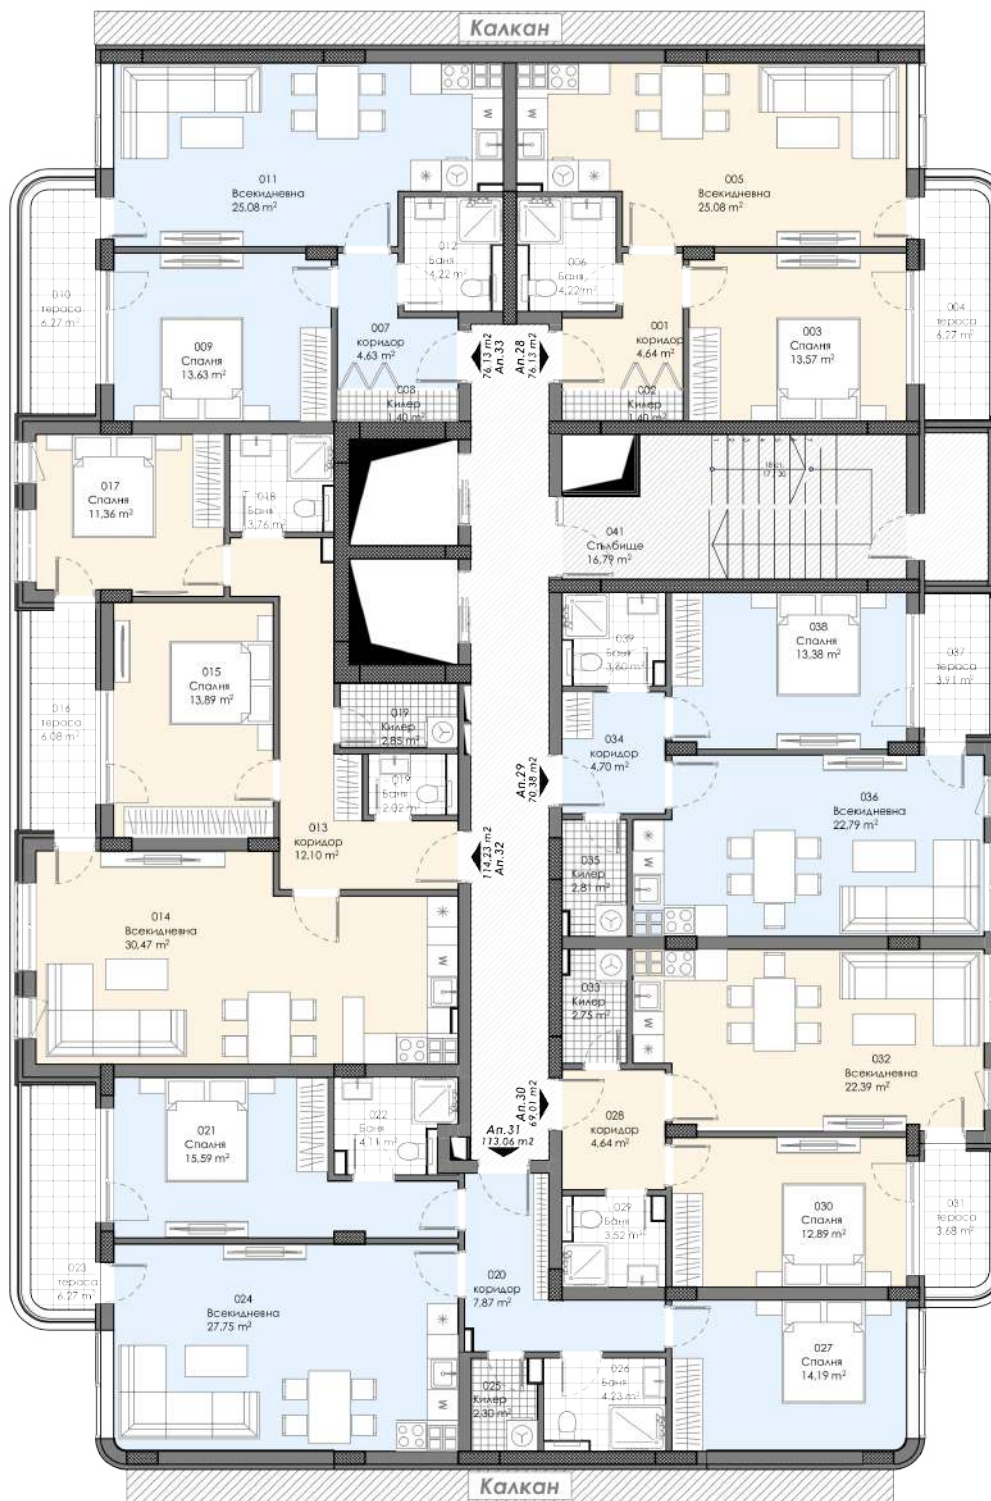 Калкан
011
Всекидневна
25,08 m²
005
Всекидневна
25,08 m²
012
Баня
4,22 m²
006
Баня
4,22 m²
010
тераса
6,27 m²
009
Спалня
13,63 m²
007
коридор
4,63 m²
008
Килер
1,40 m²
Ап.33
76,13 m2
Ап.28
76,13 m2
001
коридор
4,64 m²
002
Килер
1,40 m²
003
Спалня
13,57 m²
004
тераса
6,27 m²
017
Спалня
11,36 m²
018
Баня
3,76 m²
041
Стълбище
16,79 m²
015
Спалня
13,89 m²
016
тераса
6,08 m²
019
Килер
2,85 m²
019
Баня
2,02 m²
039
Баня
3,60 m²
038
Спалня
13,38 m²
037
тераса
3,91 m²
034
коридор
4,70 m²
Ап.29
70,38 m2
036
Всекидневна
22,79 m²
013
коридор
12,10 m²
114,23 m2
Ап.32
035
Килер
2,81 m²
014
Всекидневна
30,47 m²
033
Килер
2,75 m²
032
Всекидневна
22,39 m²
021
Спалня
15,59 m²
022
Баня
4,11 m²
Ап.31
113,06 m2
Ап.30
69,01 m2
028
коридор
4,64 m²
029
Баня
3,52 m²
030
Спалня
12,89 m²
031
тераса
3,68 m²
023
тераса
6,27 m²
024
Всекидневна
27,75 m²
020
коридор
7,87 m²
025
Килер
2,30 m²
026
Баня
4,23 m²
027
Спалня
14,19 m²
Калкан